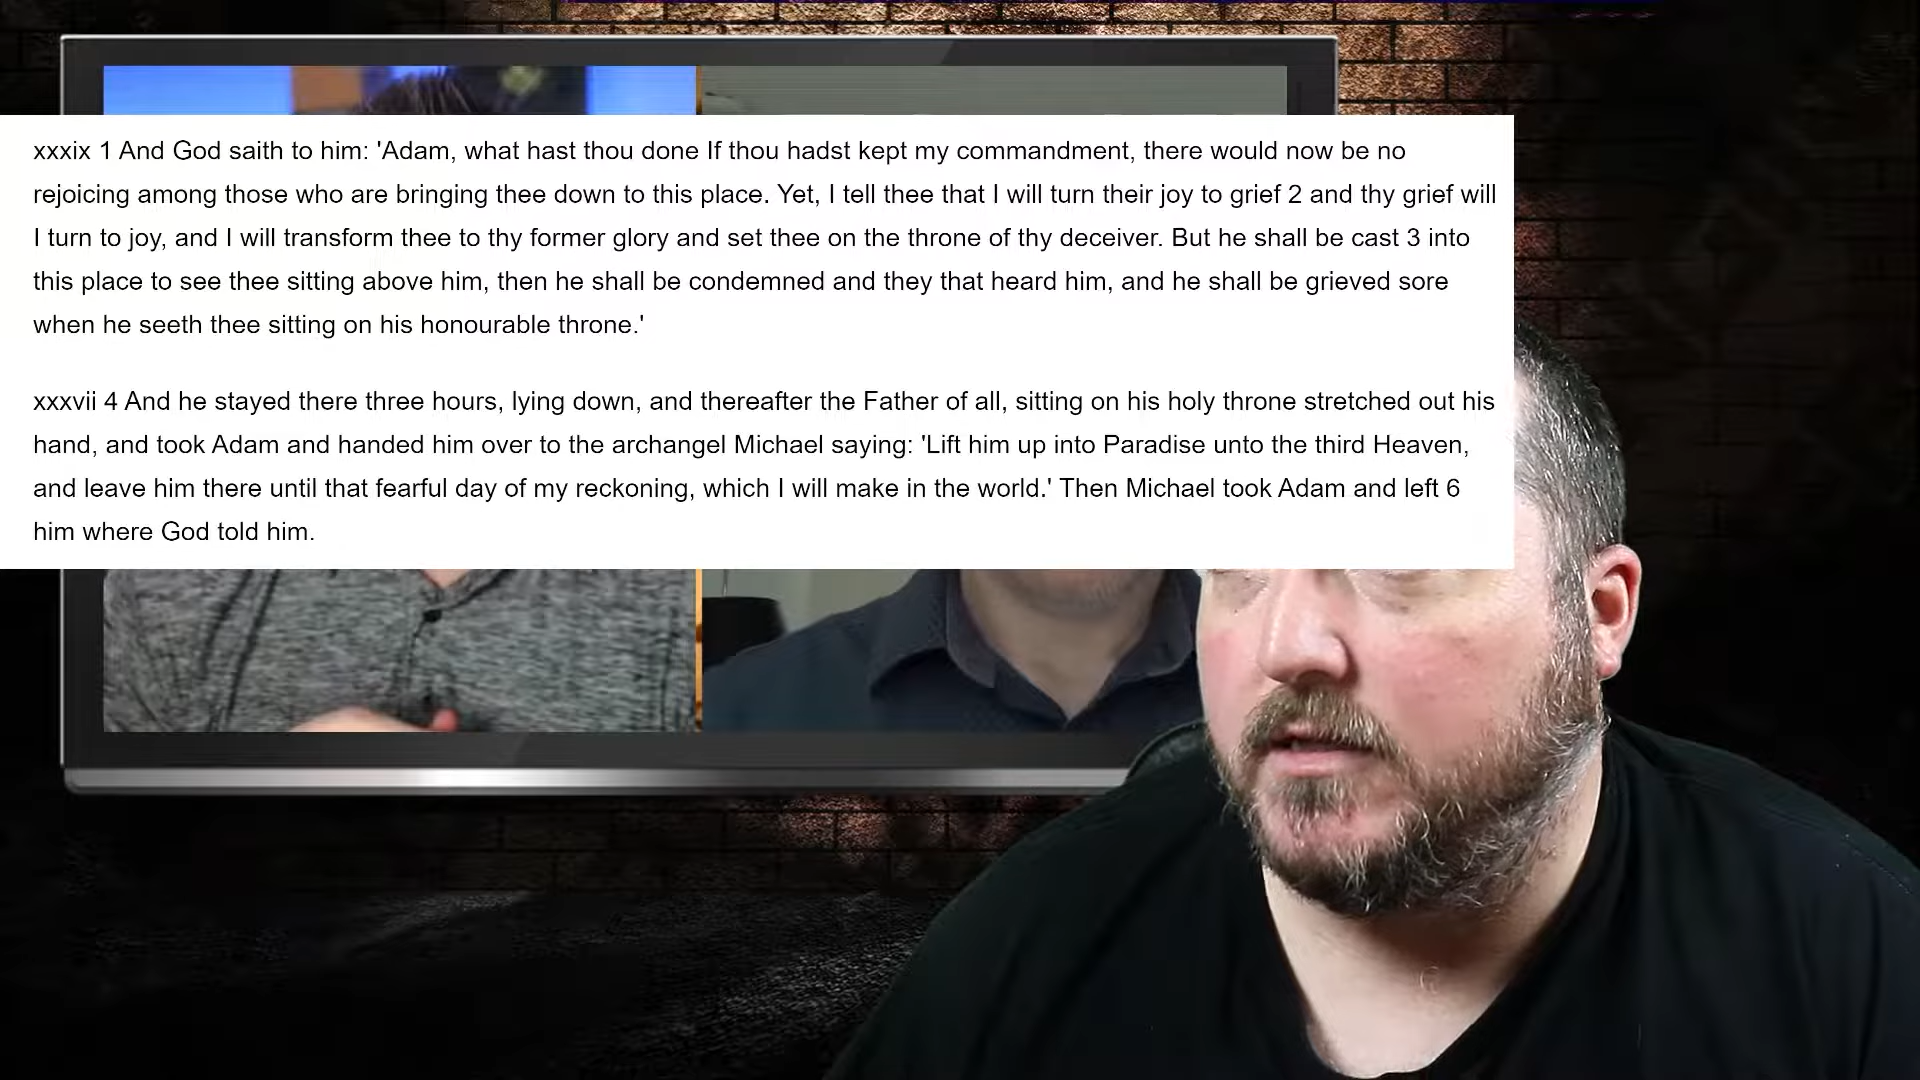 xxxix 1 And God saith to him: 'Adam, what hast thou done If thou hadst kept my commandment, there would now be no
rejoicing among those who are bringing thee down to this place. Yet, I tell thee that I will turn their joy to grief 2 and thy grief will
I turn to joy, and I will transform thee to thy former glory and set thee on the throne of thy deceiver. But he shall be cast 3 into
this place to see thee sitting above him, then he shall be condemned and they that heard him, and he shall be grieved sore
when he seeth thee sitting on his honourable throne.'
xxxvii 4 And he stayed there three hours, lying down, and thereafter the Father of all, sitting on his holy throne stretched out his
hand, and took Adam and handed him over to the archangel Michael saying: 'Lift him up into Paradise unto the third Heaven,
and leave him there until that fearful day of my reckoning, which I will make in the world.' Then Michael took Adam and left 6
him where God told him.